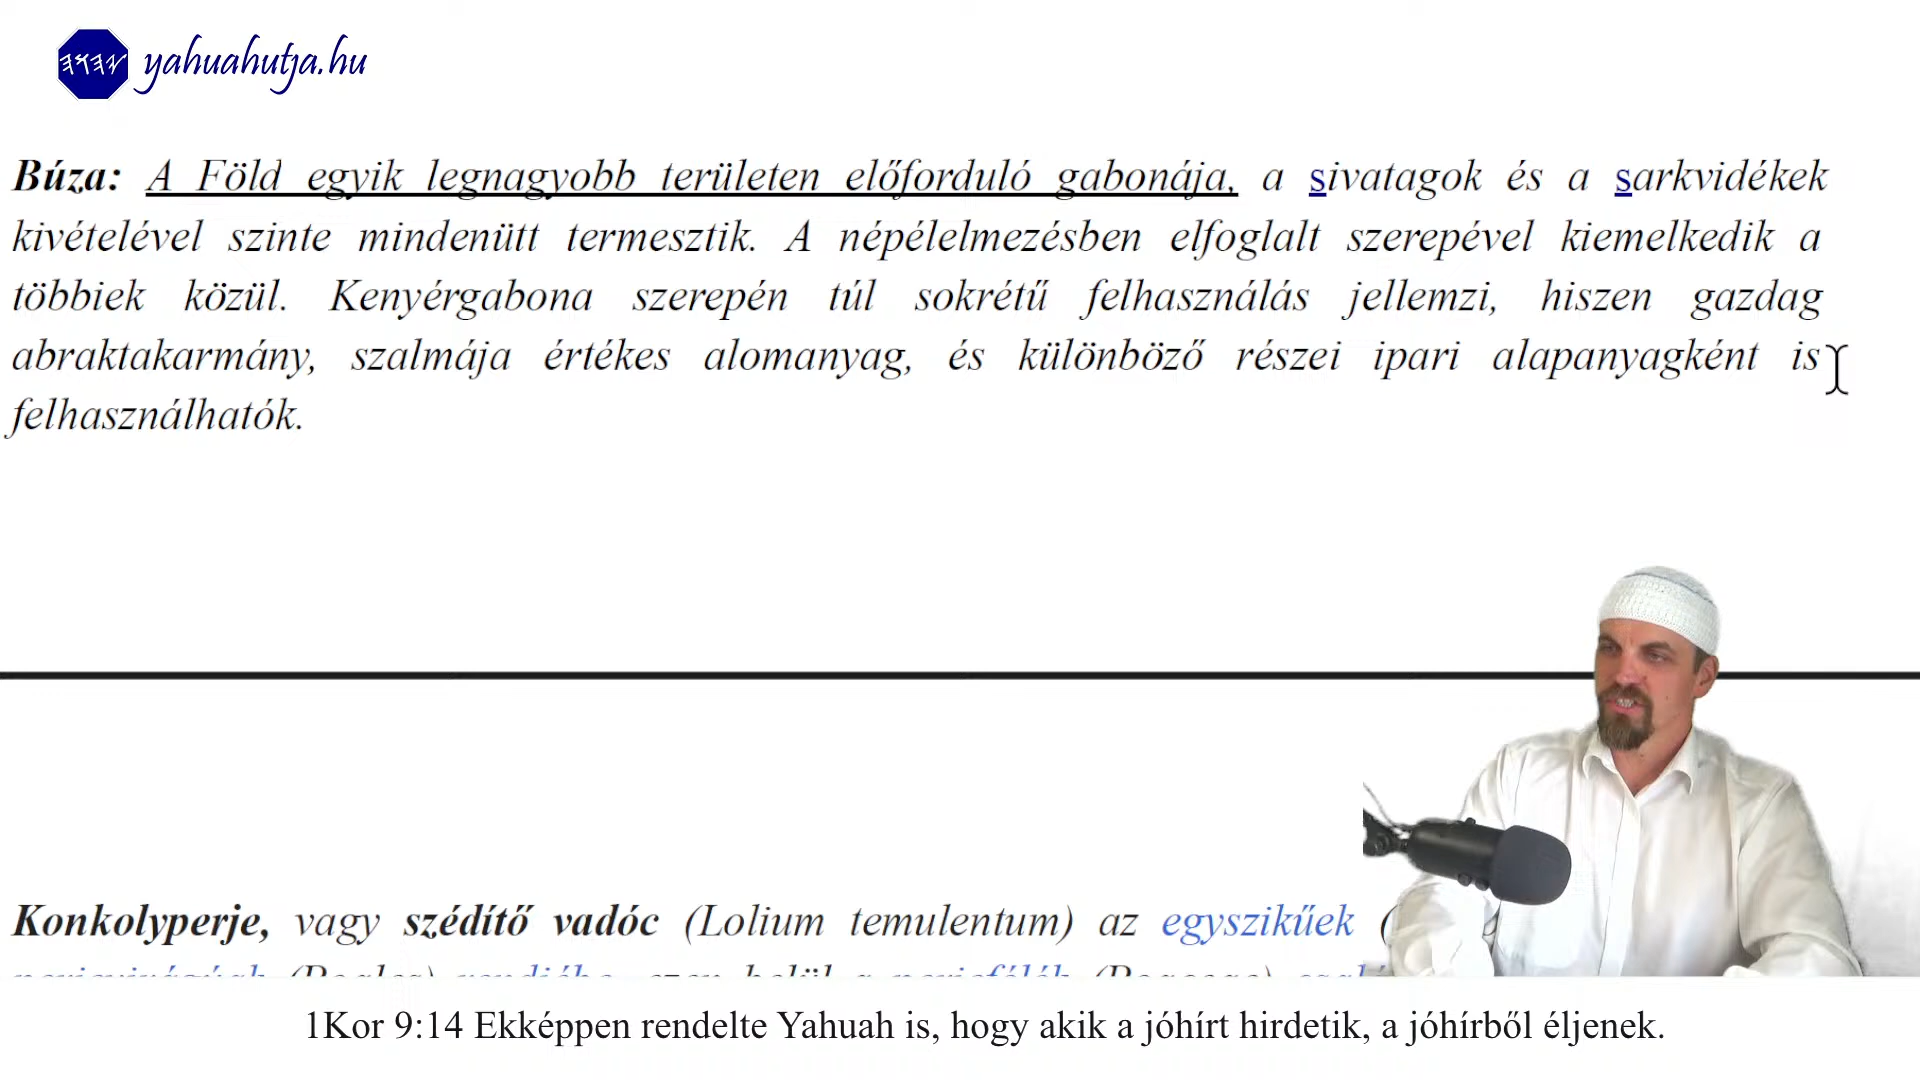 yahuahutja.hu
Búza: A Föld egyik legnagyobb területen előforduló gabonája, a sivatagok és a sarkvidékek
kivételével szinte mindenütt termesztik. A népélelmezésben elfoglalt szerepével kiemelkedik a
többiek közül. Kenyérgabona szerepén túl sokrétű felhasználás jellemzi, hiszen gazdag
abraktakarmány, szalmája értékes alomanyag, és különböző részei ipari alapanyagként is
felhasználhatók.
Konkolyperje, vagy szédítő vadóc (Lolium temulentum) az egyszikűek (
1Kor 9:14 Ekképpen rendelte Yahuah is, hogy akik a jóhírt hirdetik, a jóhírből éljenek.